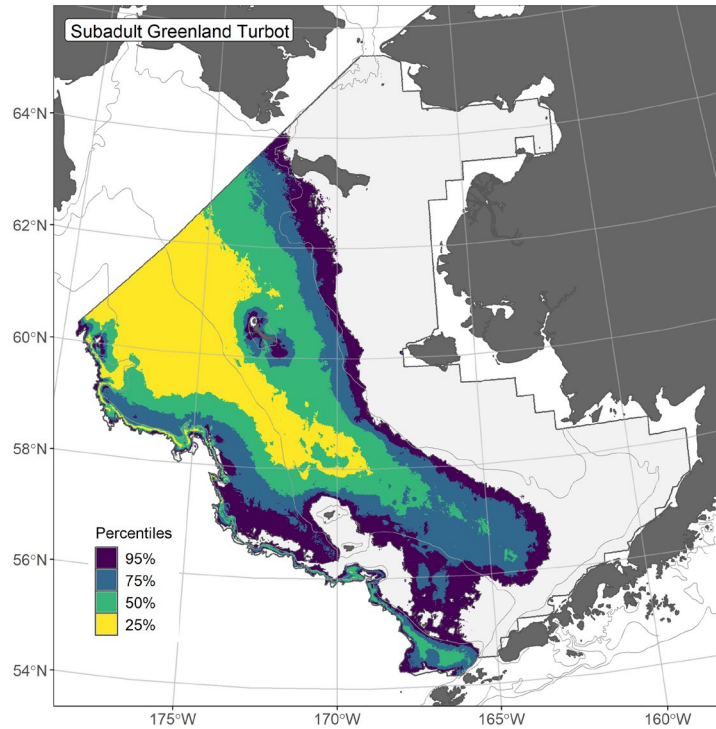 Subadult Greenland Turbot
64°N
62°N
60°N
58°N
56°N
54°N
Percentiles
95%
75%
50%
25%
175°W
170°W
165°W
160°W